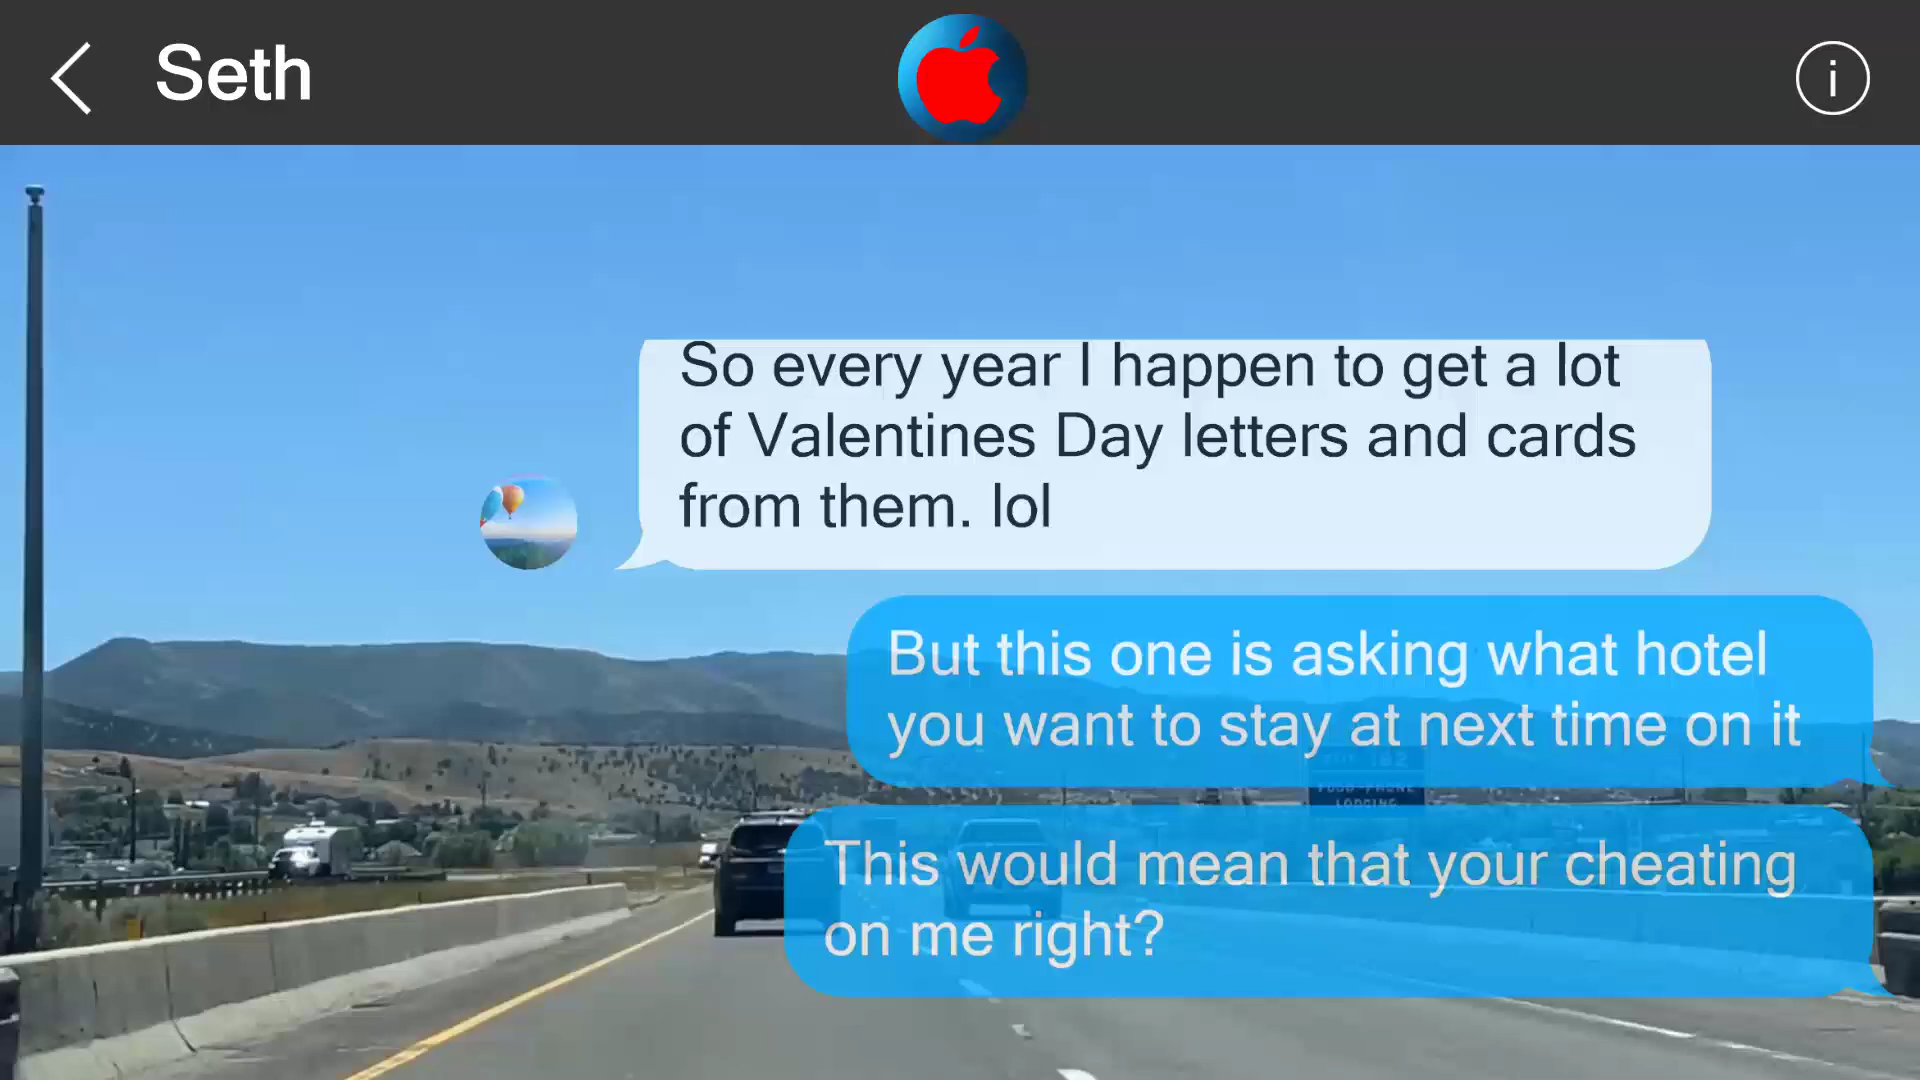 Seth
i
So every year I happen to get a lot
of Valentines Day letters and cards
from them. lol
But this one is asking what hotel
you want to stay at next time on it
This would mean that your cheating
on me right?
LODGING